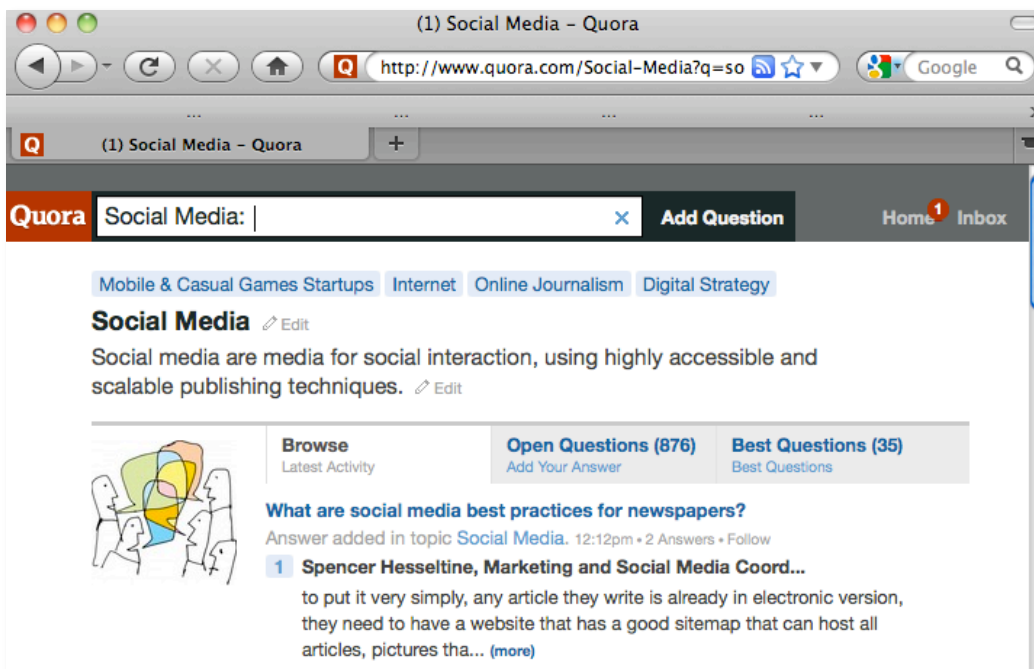 (1) Social Media – Quora
Q http://www.quora.com/Social-Media?q=so Google
... ... ... ...
Q (1) Social Media – Quora +
Quora Social Media: × Add Question Home 1 Inbox
Mobile & Casual Games Startups Internet Online Journalism Digital Strategy
Social Media Edit
Social media are media for social interaction, using highly accessible and
scalable publishing techniques. Edit
Browse Open Questions (876) Best Questions (35)
Latest Activity Add Your Answer Best Questions
What are social media best practices for newspapers?
Answer added in topic Social Media. 12:12pm • 2 Answers • Follow
1 Spencer Hesseltine, Marketing and Social Media Coord...
to put it very simply, any article they write is already in electronic version,
they need to have a website that has a good sitemap that can host all
articles, pictures tha... (more)